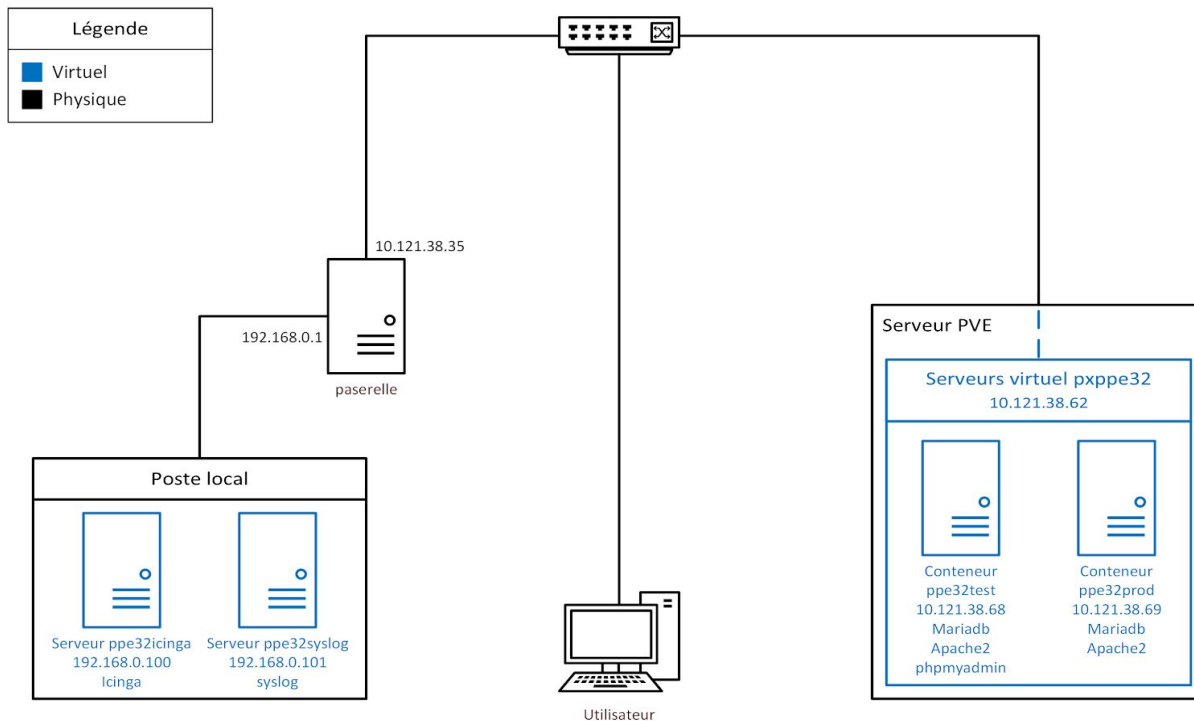 Légende
Virtuel
Physique
10.121.38.35
192.168.0.1
paserelle
Poste local
Serveur ppe32icinga
192.168.0.100
Icinga
Serveur ppe32syslog
192.168.0.101
syslog
Utilisateur
Serveur PVE
Serveurs virtuel pxppe32
10.121.38.62
Conteneur
ppe32test
10.121.38.68
Mariadb
Apache2
phpmyadmin
Conteneur
ppe32prod
10.121.38.69
Mariadb
Apache2